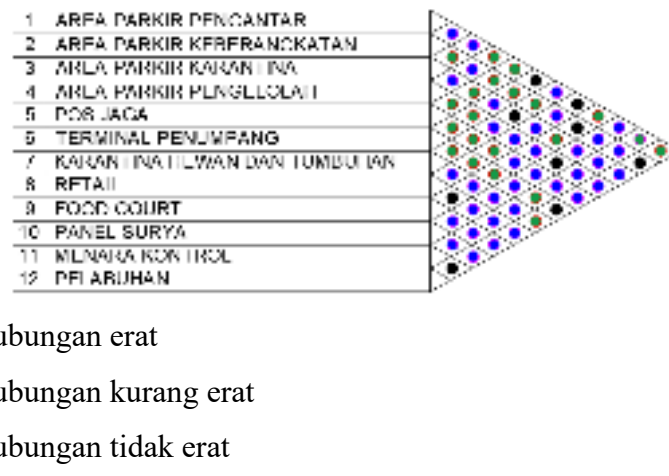 1 AREA PARKIR PENGANTAR
2 AREA PARKIR KEBERANGKATAN
3 AREA PARKIR KARANTINA
4 AREA PARKIR PENGELOLAH
5 POS JAGA
6 TERMINAL PENUMPANG
7 KARANTINA HEWAN DAN TUMBUHAN
8 RETAIL
9 FOOD COURT
10 PANEL SURYA
11 MENARA KONTROL
12 PELABUHAN
ubungan erat
ubungan kurang erat
ubungan tidak erat